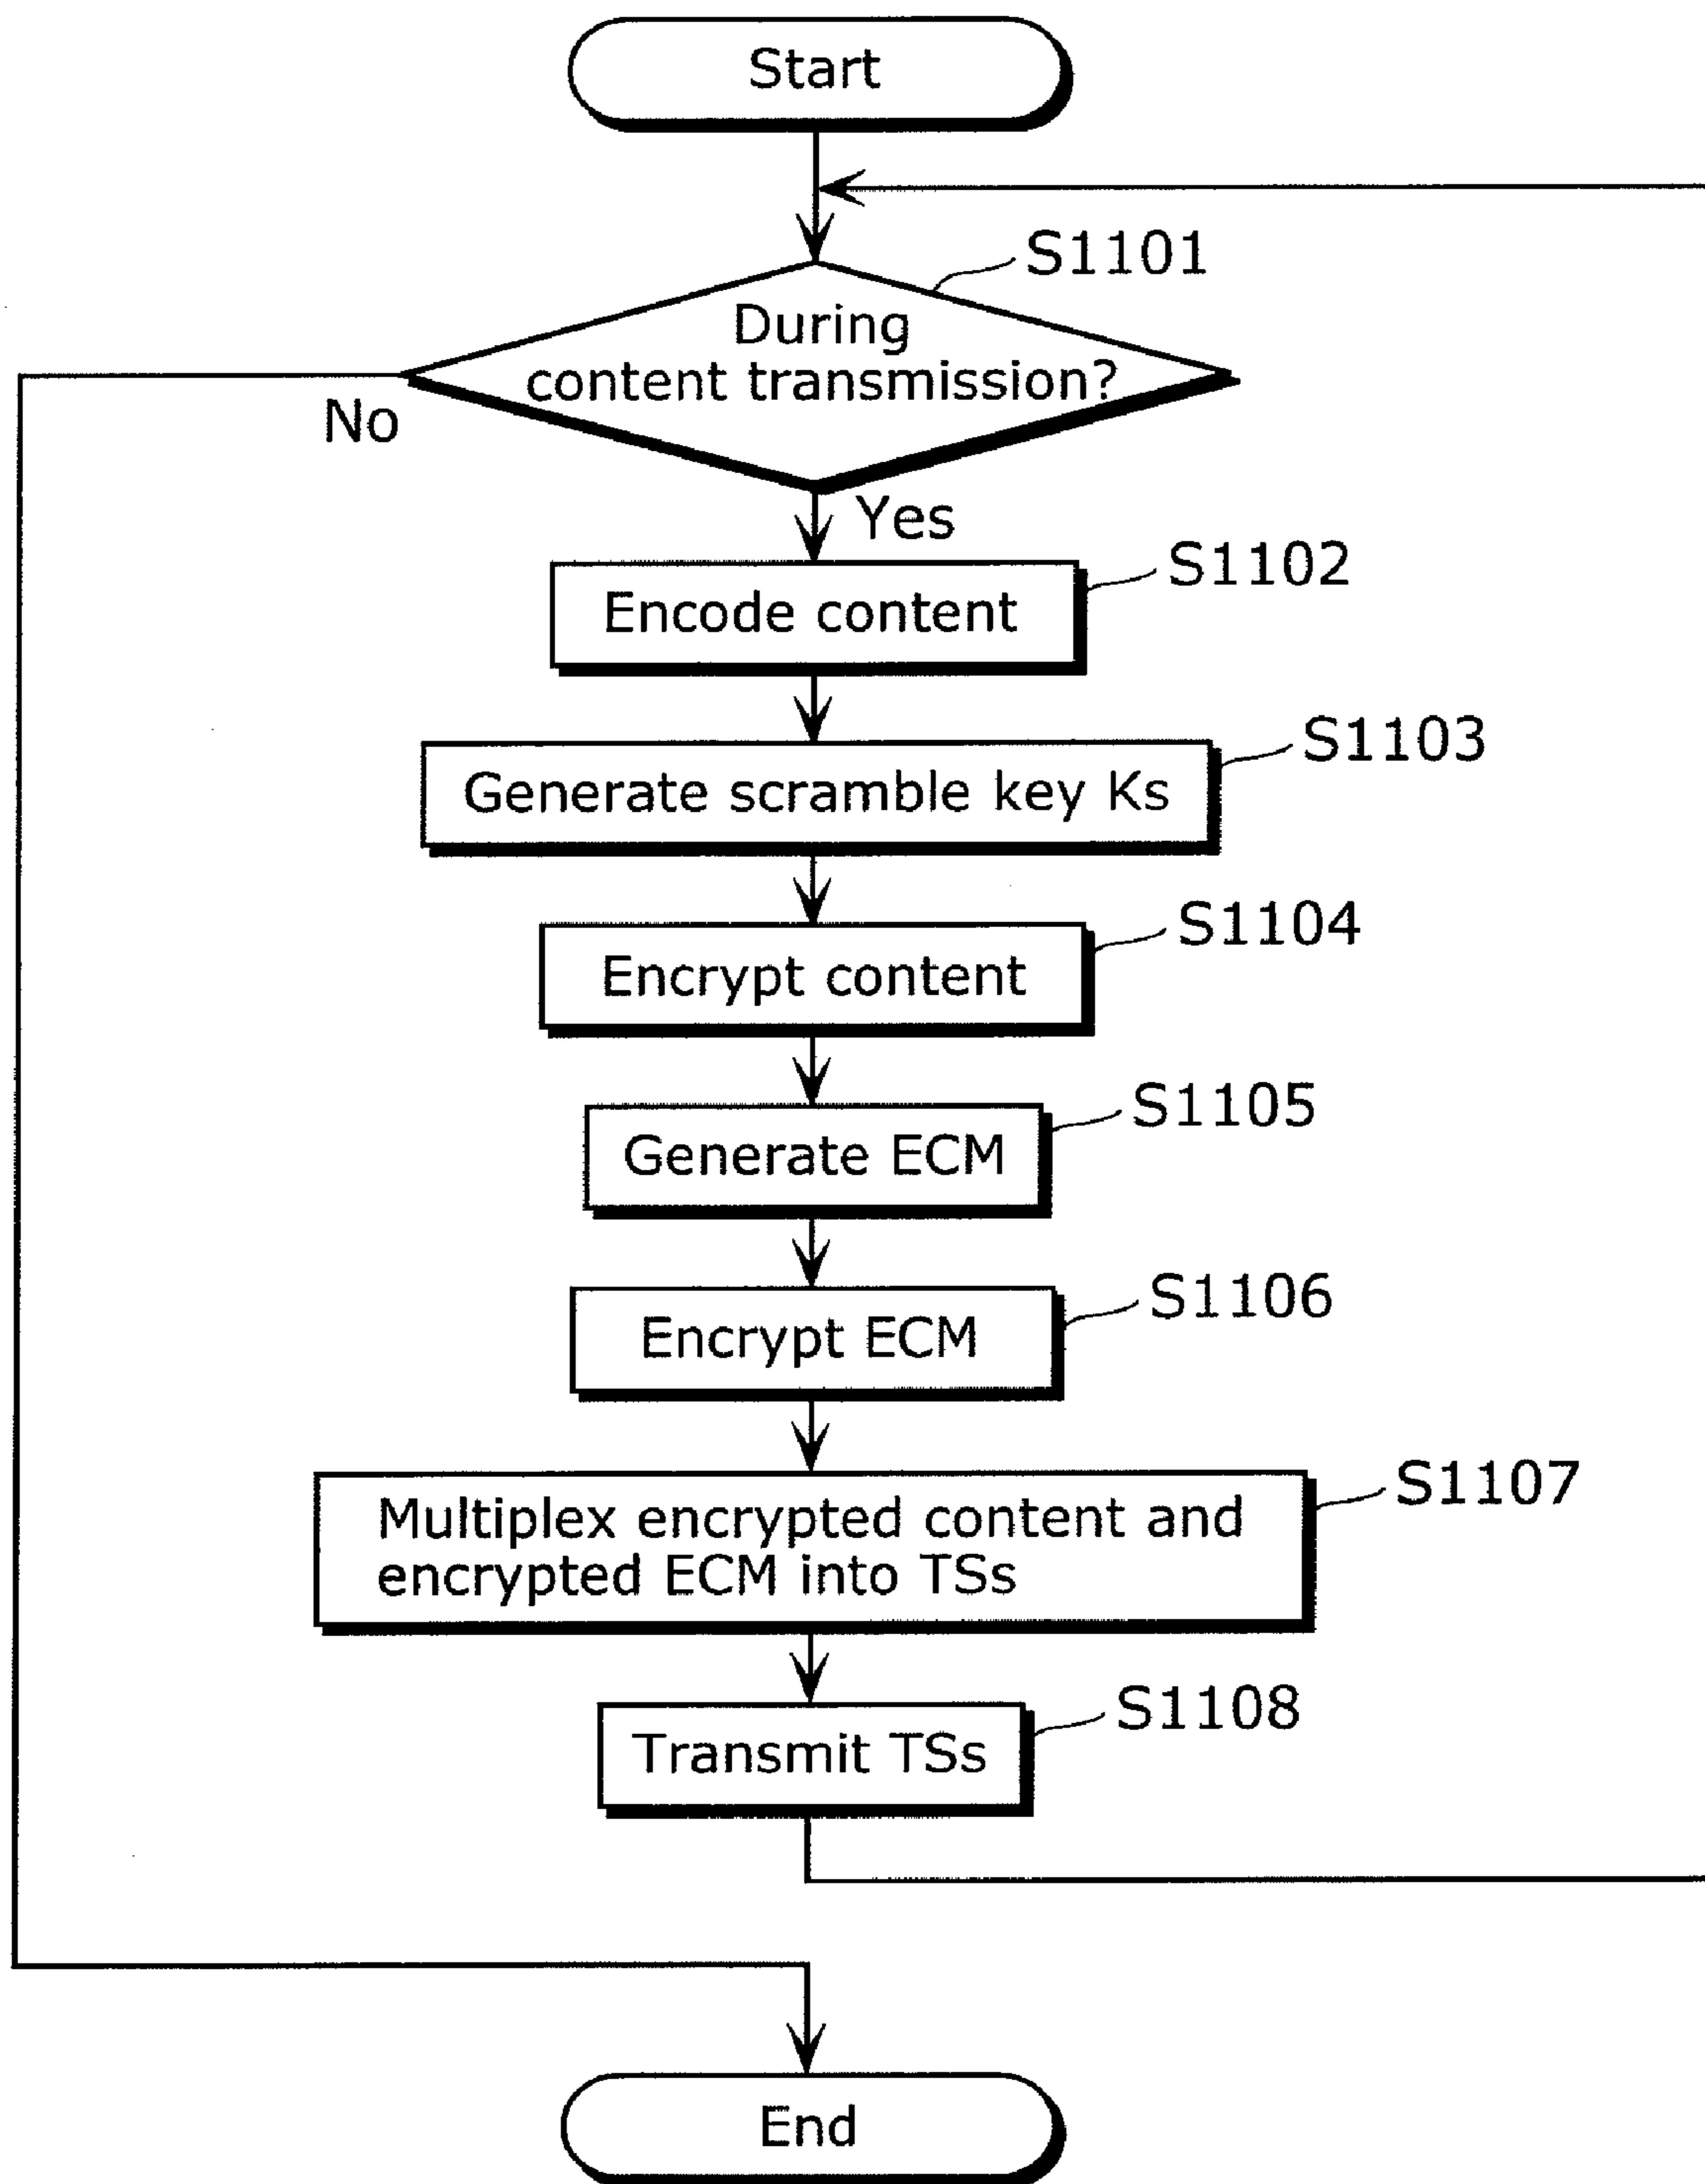 Start
S1101
During
content transmission?
No
Yes
S1102
Encode content
S1103
Generate scramble key Ks
S1104
Encrypt content
S1105
Generate ECM
S1106
Encrypt ECM
S1107
Multiplex encrypted content and
encrypted ECM into TSs
S1108
Transmit TSs
End